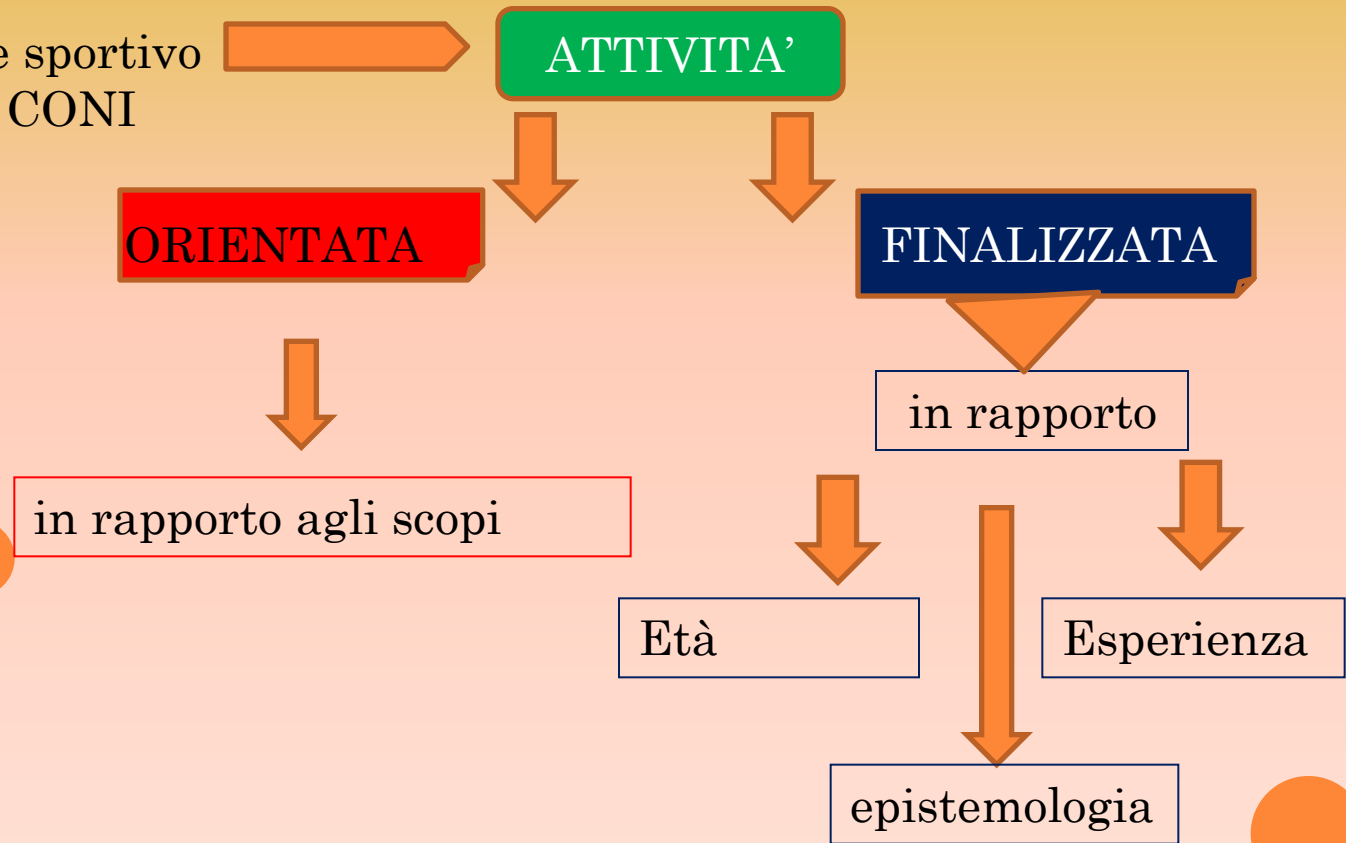 e sportivo
CONI
ATTIVITA’
ORIENTATA
FINALIZZATA
in rapporto
in rapporto agli scopi
Età
Esperienza
epistemologia